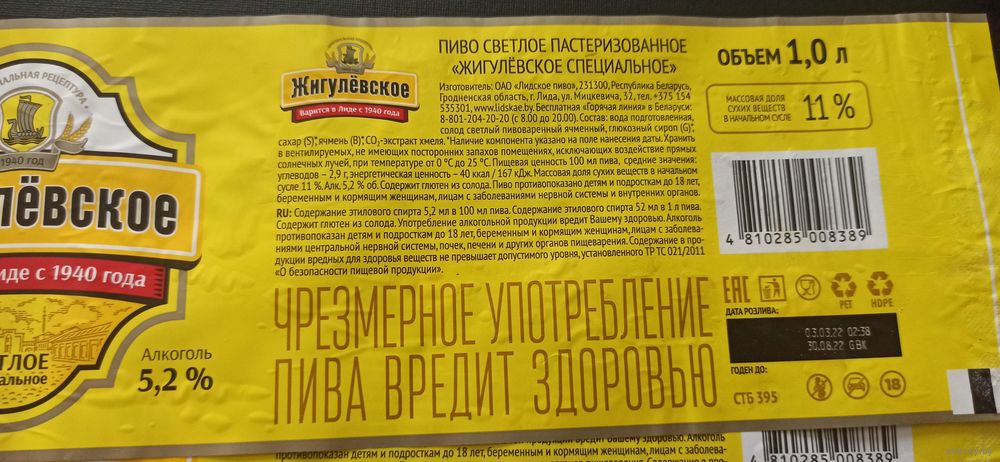 АЛЬНАЯ РЕЦЕПТУРА
1940 ГОД
лёвское
иде с 1940 года
ТЛОЕ
альное
Алкоголь
5,2 %
Жигулёвское
Варится в Лиде с 1940 года
ПИВО СВЕТЛОЕ ПАСТЕРИЗОВАННОЕ
«ЖИГУЛЁВСКОЕ СПЕЦИАЛЬНОЕ»
Изготовитель: ОАО «Лидское пиво», 231300, Республика Беларусь,
Гродненская область, г. Лида, ул. Мицкевича, 32, тел. +375 154
535301, www.lidskae.by. Бесплатная «Горячая линия» в Беларуси:
8-801-204-20-20 (с 8.00 до 20.00). Состав: вода подготовленная,
солод светлый пивоваренный ячменный, глюкозный сироп (G)*,
сахар (S)*, ячмень (B)*, CO₂-экстракт хмеля. *Наличие компонента указано на поле нанесения даты. Хранить
в вентилируемых, не имеющих посторонних запахов помещениях, исключающих воздействие прямых
солнечных лучей, при температуре от 0 °С до 25 °С. Пищевая ценность 100 мл пива, средние значения:
углеводов – 2,9 г, энергетическая ценность – 40 ккал / 167 кДж. Массовая доля сухих веществ в начальном
сусле 11 %. Алк. 5,2 % об. Содержит глютен из солода. Пиво противопоказано детям и подросткам до 18 лет,
беременным и кормящим женщинам, лицам с заболеваниями нервной системы и внутренних органов.
RU: Содержание этилового спирта 5,2 мл в 100 мл пива. Содержание этилового спирта 52 мл в 1 л пива.
Содержит глютен из солода. Употребление алкогольной продукции вредит Вашему здоровью. Алкоголь
противопоказан детям и подросткам до 18 лет, беременным и кормящим женщинам, лицам с заболева-
ниями центральной нервной системы, почек, печени и других органов пищеварения. Содержание в про-
дукции вредных для здоровья веществ не превышает допустимого уровня, установленного ТР ТС 021/2011
«О безопасности пищевой продукции».
ЧРЕЗМЕРНОЕ УПОТРЕБЛЕНИЕ
ПИВА ВРЕДИТ ЗДОРОВЬЮ
ОБЪЕМ 1,0 л
МАССОВАЯ ДОЛЯ
СУХИХ ВЕЩЕСТВ
В НАЧАЛЬНОМ СУСЛЕ
11 %
4 810285 008389
EAC
PET
HDPE
ДАТА РОЗЛИВА:
03.03.22 02:38
30.08.22 G BK
ГОДЕН ДО:
СТБ 395
18
продукции вредит Вашему здоровью. Алкоголь
противопоказан детям и подросткам до 18 лет, беременным и кормящим женщинам, лицам с заболева-
4 810285 008389